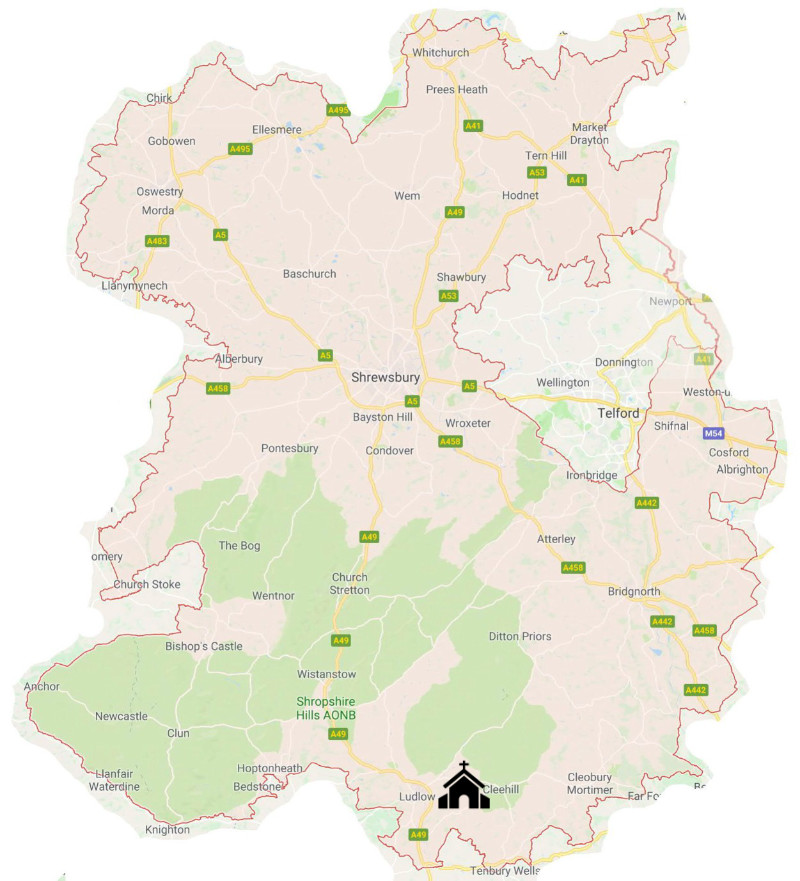 M
Whitchurch
Prees Heath
Chirk
A495
A41
Market
Drayton
Ellesmere
Gobowen
A495
Tern Hill
A53
A41
Oswestry
Wem
Hodnet
Morda
A49
A5
A483
Baschurch
Shawbury
Llanymynech
A53
Newport
Alberbury
A5
Donnington
A41
Shrewsbury
Wellington
A458
A5
Weston-u
A5
Telford
Bayston Hill
Wroxeter
Shifnal
M54
A458
Pontesbury
Condover
Cosford
Albrighton
Ironbridge
A442
A49
Atterley
The Bog
omery
A458
Church Stoke
Church
Stretton
Wentnor
Bridgnorth
A442
A458
Ditton Priors
A49
Bishop's Castle
Wistanstow
Anchor
A442
Shropshire
Hills AONB
Newcastle
Clun
A49
Hoptonheath
Llanfair
Waterdine
Bedstone
Cleobury
Mortimer
Cleehill
Ludlow
Far Fo
Knighton
A49
Tenbury Wells